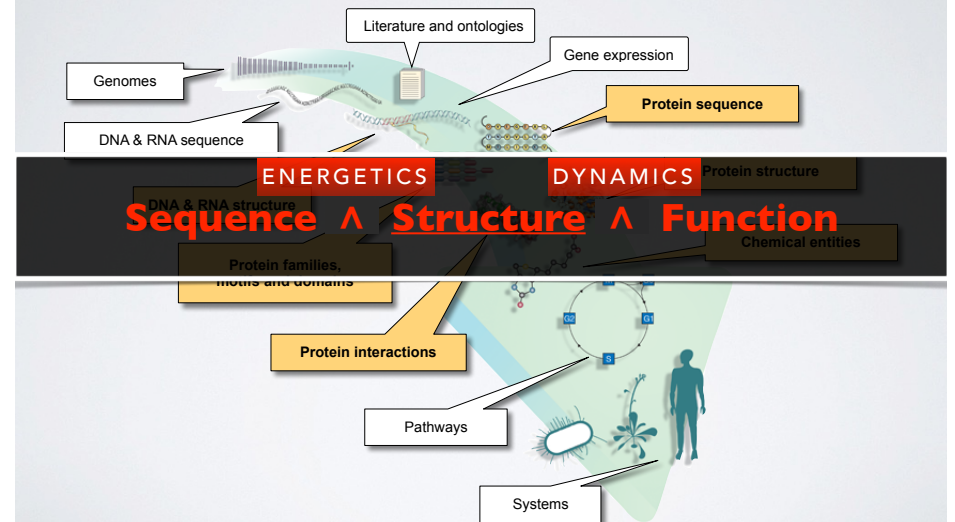 Literature and ontologies
Gene expression
Genomes
Protein sequence
DNA & RNA sequence
ENERGETICS
DYNAMICS
Protein structure
DNA & RNA structure
Sequence ∧ Structure ∧ Function
Chemical entities
Protein families,
motifs and domains
G2
G1
S
Protein interactions
Pathways
Systems